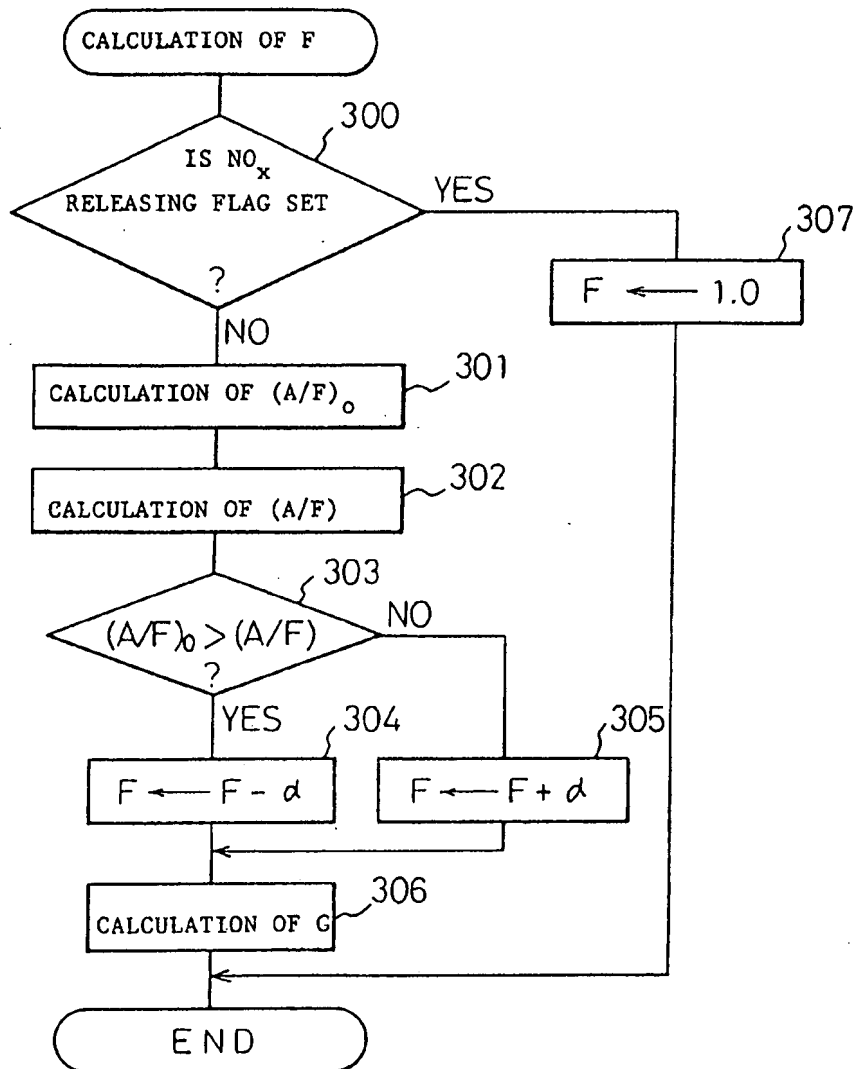 CALCULATION OF F
300
IS NOx
RELEASING FLAG SET
?
YES
NO
307
F ← 1.0
301
CALCULATION OF (A/F)o
302
CALCULATION OF (A/F)
303
(A/F)o > (A/F)
?
NO
YES
304
F ← F - α
305
F ← F + α
306
CALCULATION OF G
END